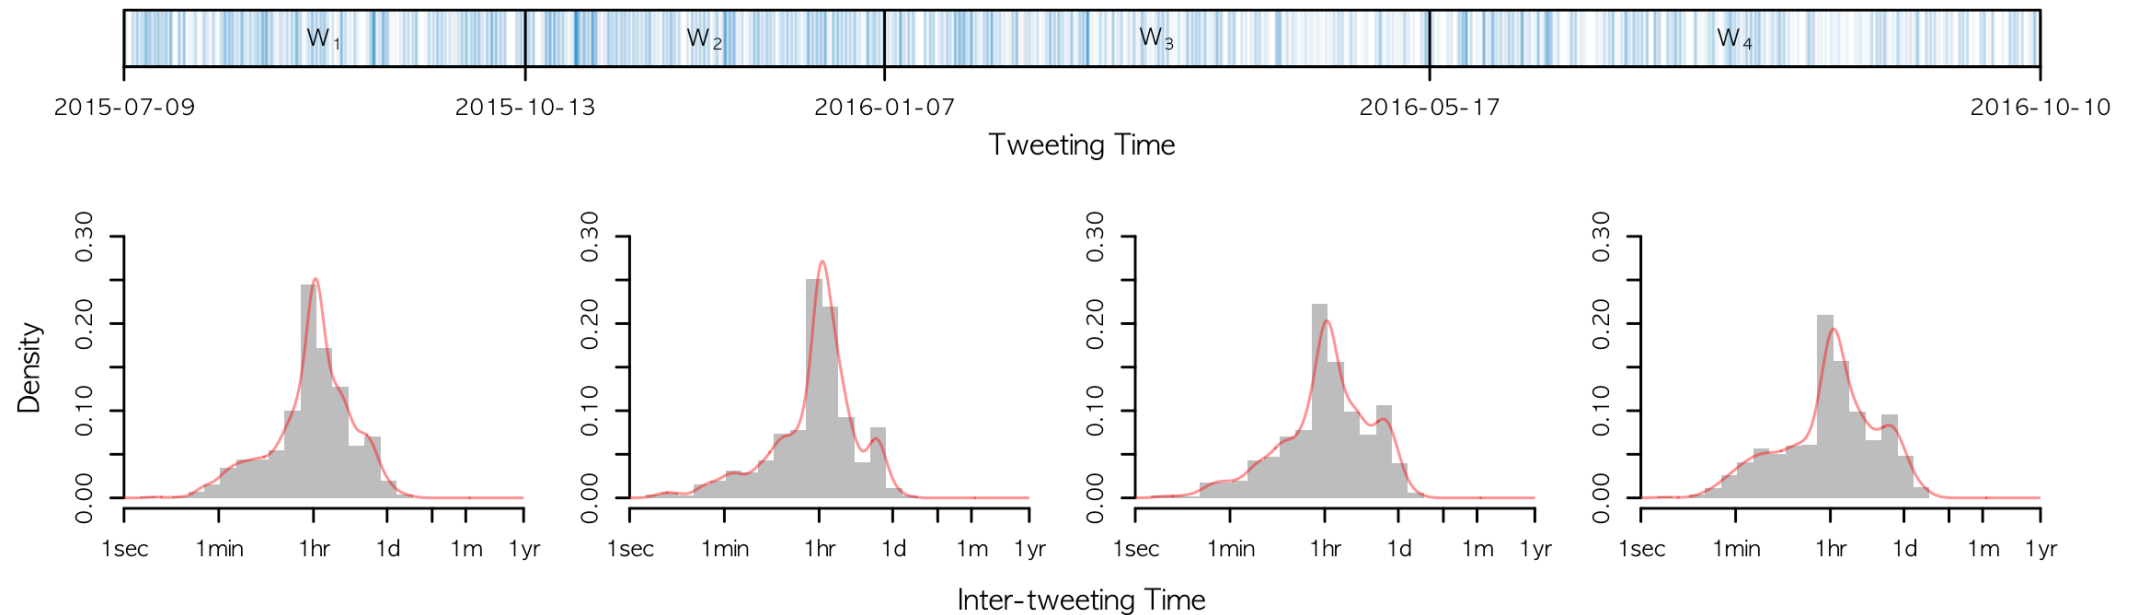 W1 W2 W3 W4
2015-07-09 2015-10-13 2016-01-07 2016-05-17 2016-10-10
Tweeting Time
Density
0.00 0.10 0.20 0.30
0.00 0.10 0.20 0.30
0.00 0.10 0.20 0.30
0.00 0.10 0.20 0.30
1sec 1min 1hr 1d 1m 1yr
1sec 1min 1hr 1d 1m 1yr
1sec 1min 1hr 1d 1m 1yr
1sec 1min 1hr 1d 1m 1yr
Inter-tweeting Time